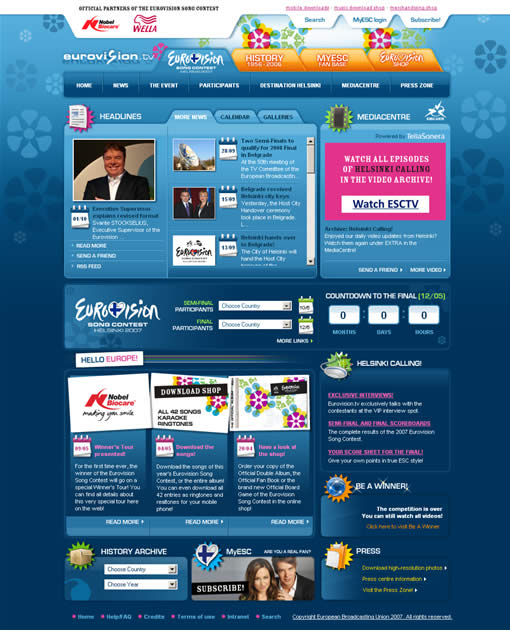 OFFICIAL PARTNERS OF THE EUROVISION SONG CONTEST
mobile downloads · music download shop · merchandising shop
Nobel Biocare
WELLA
Search
MyESC login
Subscribe!
eurovision.tv
EUROVISION
SONG CONTEST
HELSINKI 2007
HISTORY
1956 - 2006
MYESC
FAN BASE
EUROVISION
SHOP
HOME
NEWS
THE EVENT
PARTICIPANTS
DESTINATION HELSINKI
MEDIACENTRE
PRESS ZONE
HEADLINES
01/10
Executive Supervisor
explains revised format
Svante STOCKSELIUS,
Executive Supervisor of the
Eurovision ...
READ MORE
SEND A FRIEND
RSS FEED
MORE NEWS
CALENDAR
GALLERIES
28/09
Two Semi-Finals to
qualify for 2008 Final
in Belgrade
At the 50th meeting of
the TV Committee of the
European Broadcastin...
15/09
Belgrade received
Helsinki city keys
Yesterday, the Host City
Handover ceremony
took place in Belgrade.
L...
EUROVISION
SONG CONTEST
13/09
Helsinki hands over
to Belgrade!
The City of Helsinki will
hand the Host City
MEDIACENTRE
Powered by TeliaSonera
WATCH ALL EPISODES
OF HELSINKI CALLING
IN THE VIDEO ARCHIVE!
Watch ESCTV
Archive: Helsinki Calling!
Enjoyed our daily video updates from Helsinki?
Watch them again under EXTRA in the
MediaCentre!
SEND A FRIEND
MORE VIDEO
EUROVISION
SONG CONTEST
HELSINKI 2007
SEMI-FINAL
PARTICIPANTS
Choose Country
10/5
FINAL
PARTICIPANTS
Choose Country
12/5
MORE LINKS
COUNTDOWN TO THE FINAL (12/05)
0
0
0
MONTHS
DAYS
HOURS
HELLO EUROPE!
Nobel
Biocare
making you smile
09/05
Winner's Tour
presented!
For the first time ever, the
winner of the Eurovision
Song Contest will go on a
special Winner's Tour! You
can find all details about
this very special tour here
on the web!
READ MORE
DOWNLOAD SHOP
ALL 42 SONGS
KARAOKE
RINGTONES
04/05
Download the
songs!
Download the songs of this
year's Eurovision Song
Contest, or the entire album!
You can even download all
42 entries as ringtones and
realtones for your mobile
phone!
READ MORE
20/04
Have a look at
the shop!
Order your copy of the
Official Double Album, the
Official Fan Book or the
brand new Official Board
Game of the Eurovision
Song Contest in the online
shop!
READ MORE
HELSINKI CALLING!
EXCLUSIVE INTERVIEWS!
Eurovision.tv exclusively talks with the
contestants at the VIP interview spot.
SEMI-FINAL AND FINAL SCOREBOARDS
The complete results of the 2007 Eurovision
Song Contest.
YOUR SCORE SHEET FOR THE FINAL!
Give your own points in true ESC style!
BE A WINNER!
The competition is over
You can still watch all videos!
Click here to visit Be A Winner
HISTORY ARCHIVE
Choose Country
Choose Year
MyESC
ARE YOU A REAL FAN?
SUBSCRIBE!
PRESS
Download high-resolution photos
Press centre information
Visit the Press Zone!
Home
Help/FAQ
Credits
Terms of use
Intranet
Search
Copyright European Broadcasting Union 2007. All rights reserved.